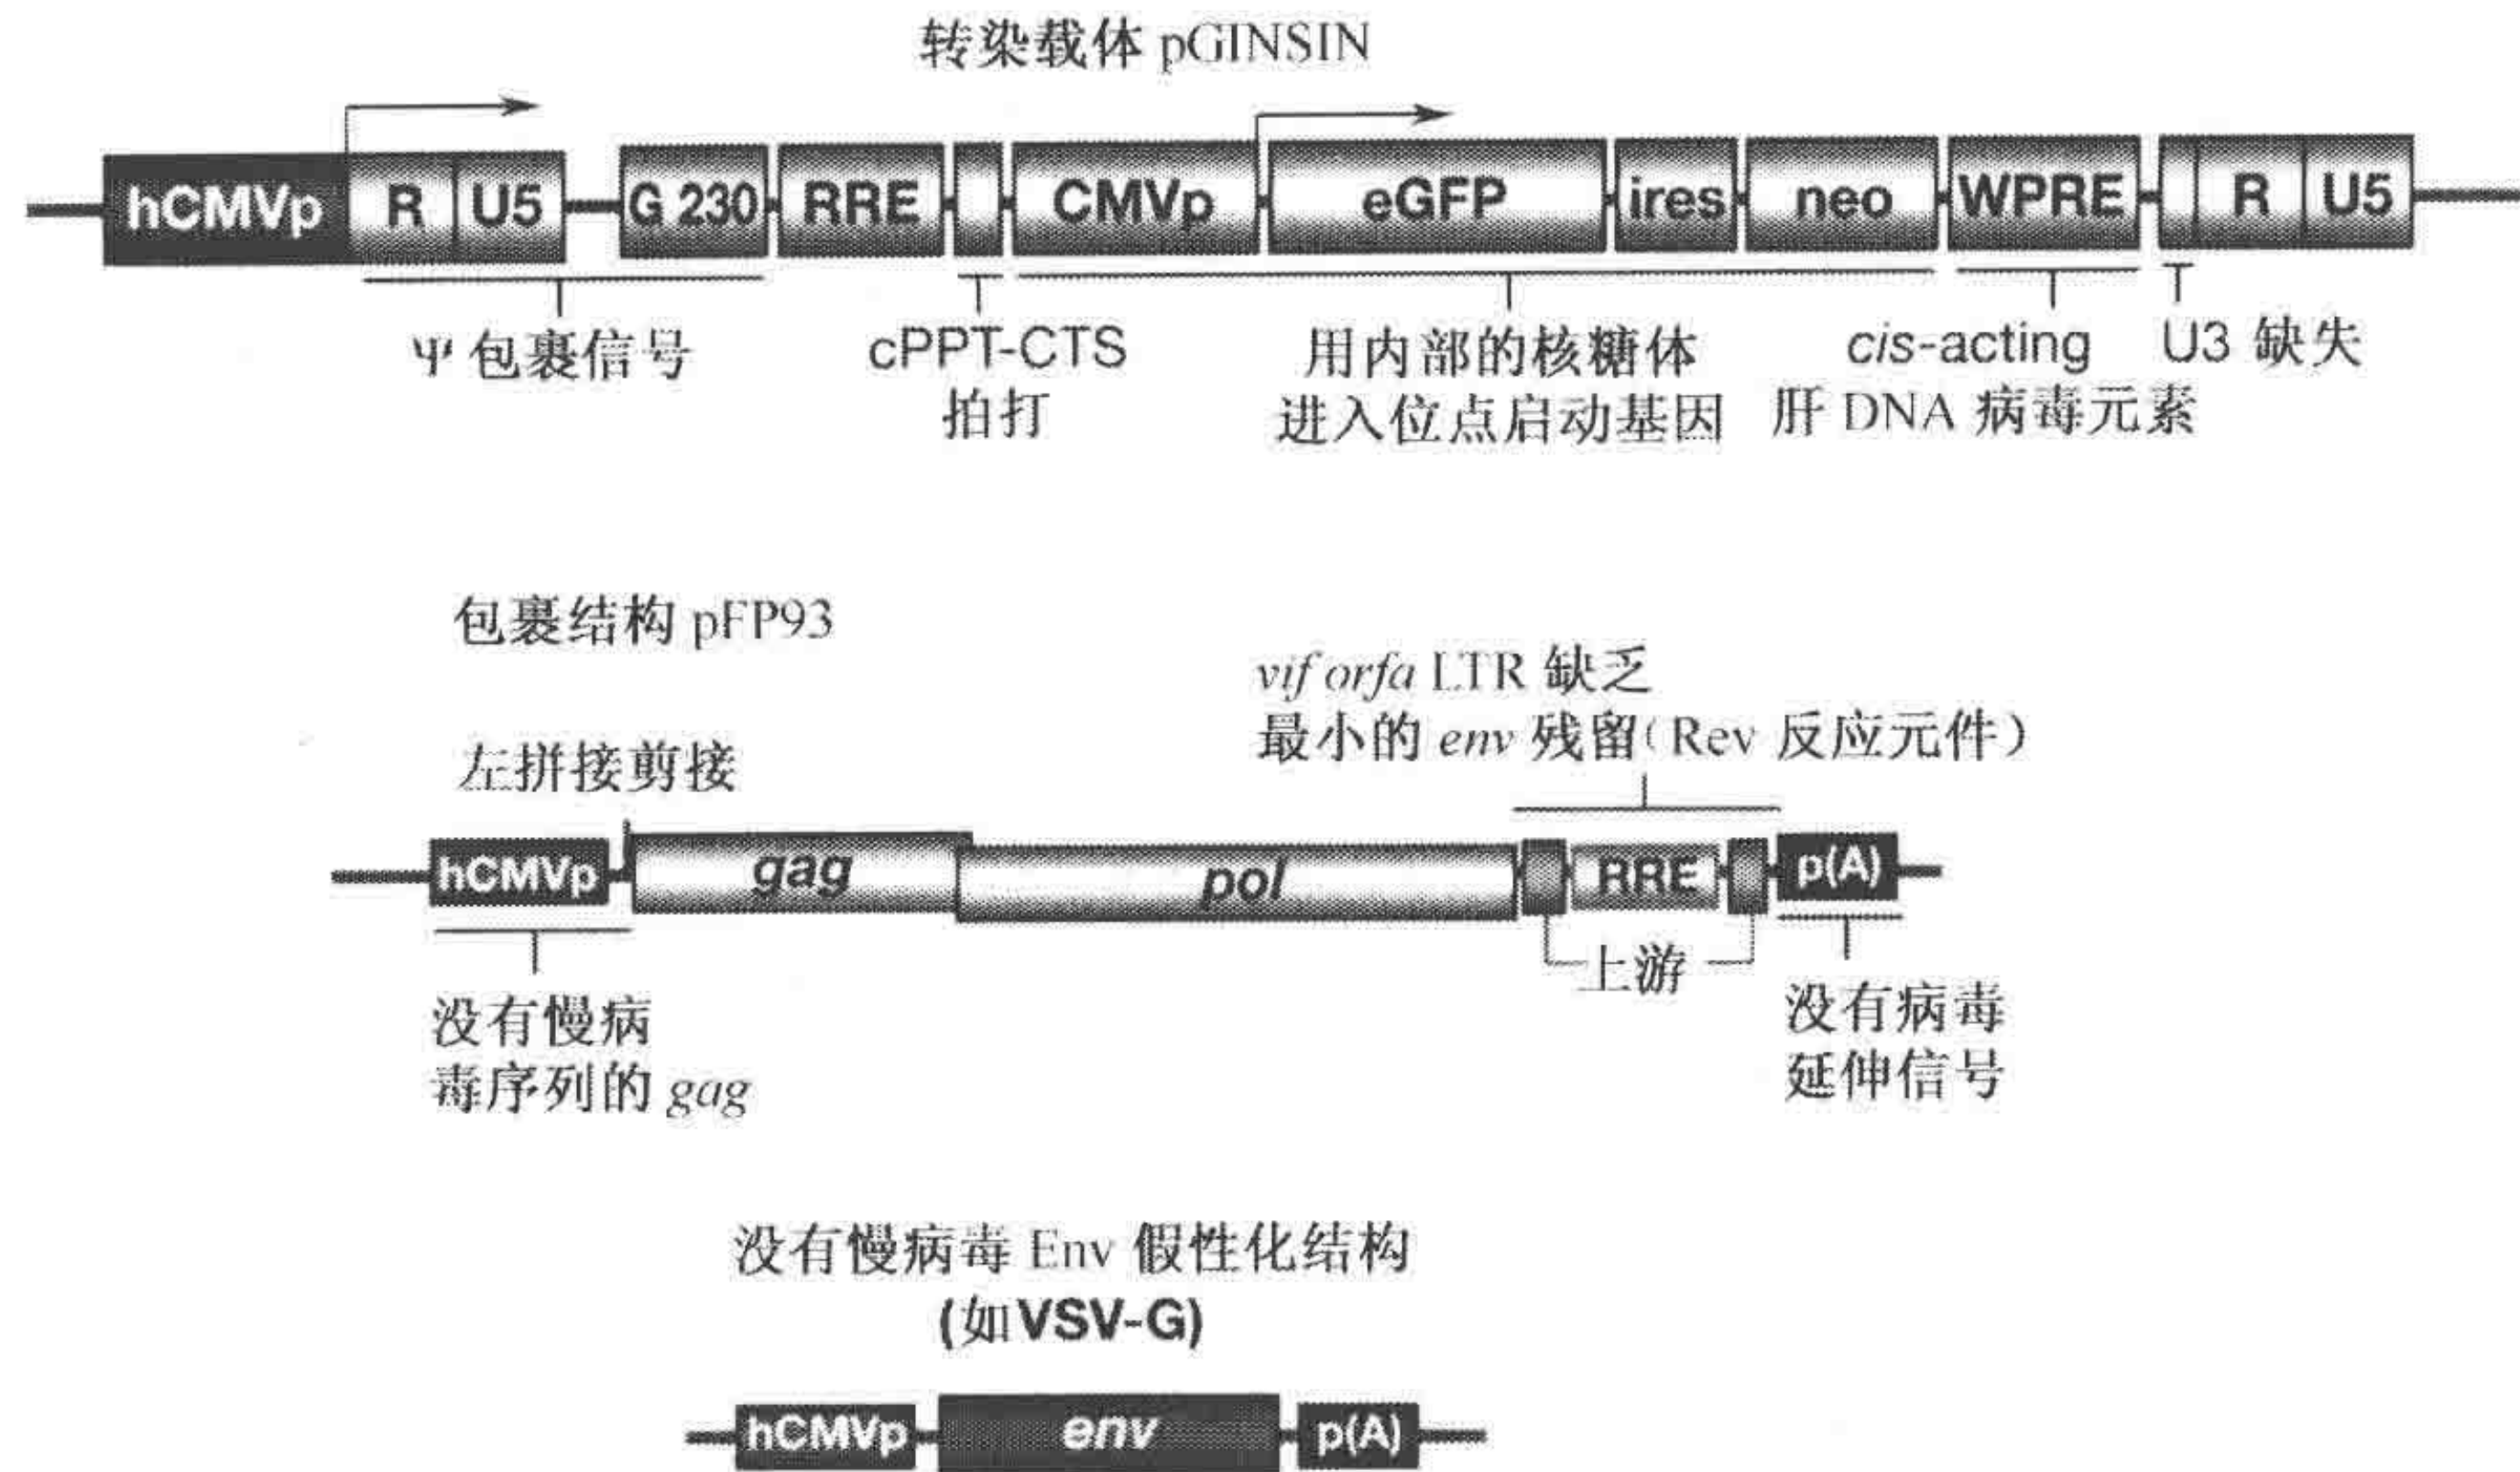 转染载体 pGINSIN
hCMVp R U5 G 230 RRE CMVp eGFP ires neo WPRE R U5
Ψ 包裹信号
cPPT-CTS
拍打
用内部的核糖体
进入位点启动基因
cis-acting
肝 DNA 病毒元素
U3 缺失
包裹结构 pFP93
左拼接剪接
vif orfa LTR 缺乏
最小的 env 残留(Rev 反应元件)
hCMVp gag pol RRE p(A)
上游
没有慢病
毒序列的 gag
没有病毒
延伸信号
没有慢病毒 Env 假性化结构
(如VSV-G)
hCMVp env p(A)